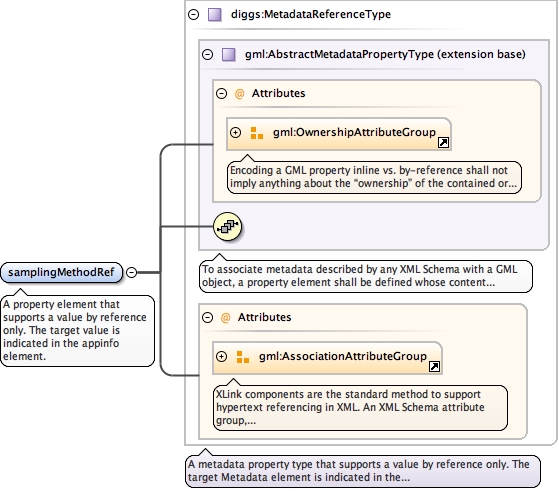 diggs:MetadataReferenceType
gml:AbstractMetadataPropertyType (extension base)
@ Attributes
gml:OwnershipAttributeGroup
Encoding a GML property inline vs. by-reference shall not
imply anything about the “ownership” of the contained or...
samplingMethodRef
A property element that
supports a value by reference
only. The target value is
indicated in the appinfo
element.
To associate metadata described by any XML Schema with a GML
object, a property element shall be defined whose content...
@ Attributes
gml:AssociationAttributeGroup
XLink components are the standard method to support
hypertext referencing in XML. An XML Schema attribute
group,...
A metadata property type that supports a value by reference only. The
target Metadata element is indicated in the...